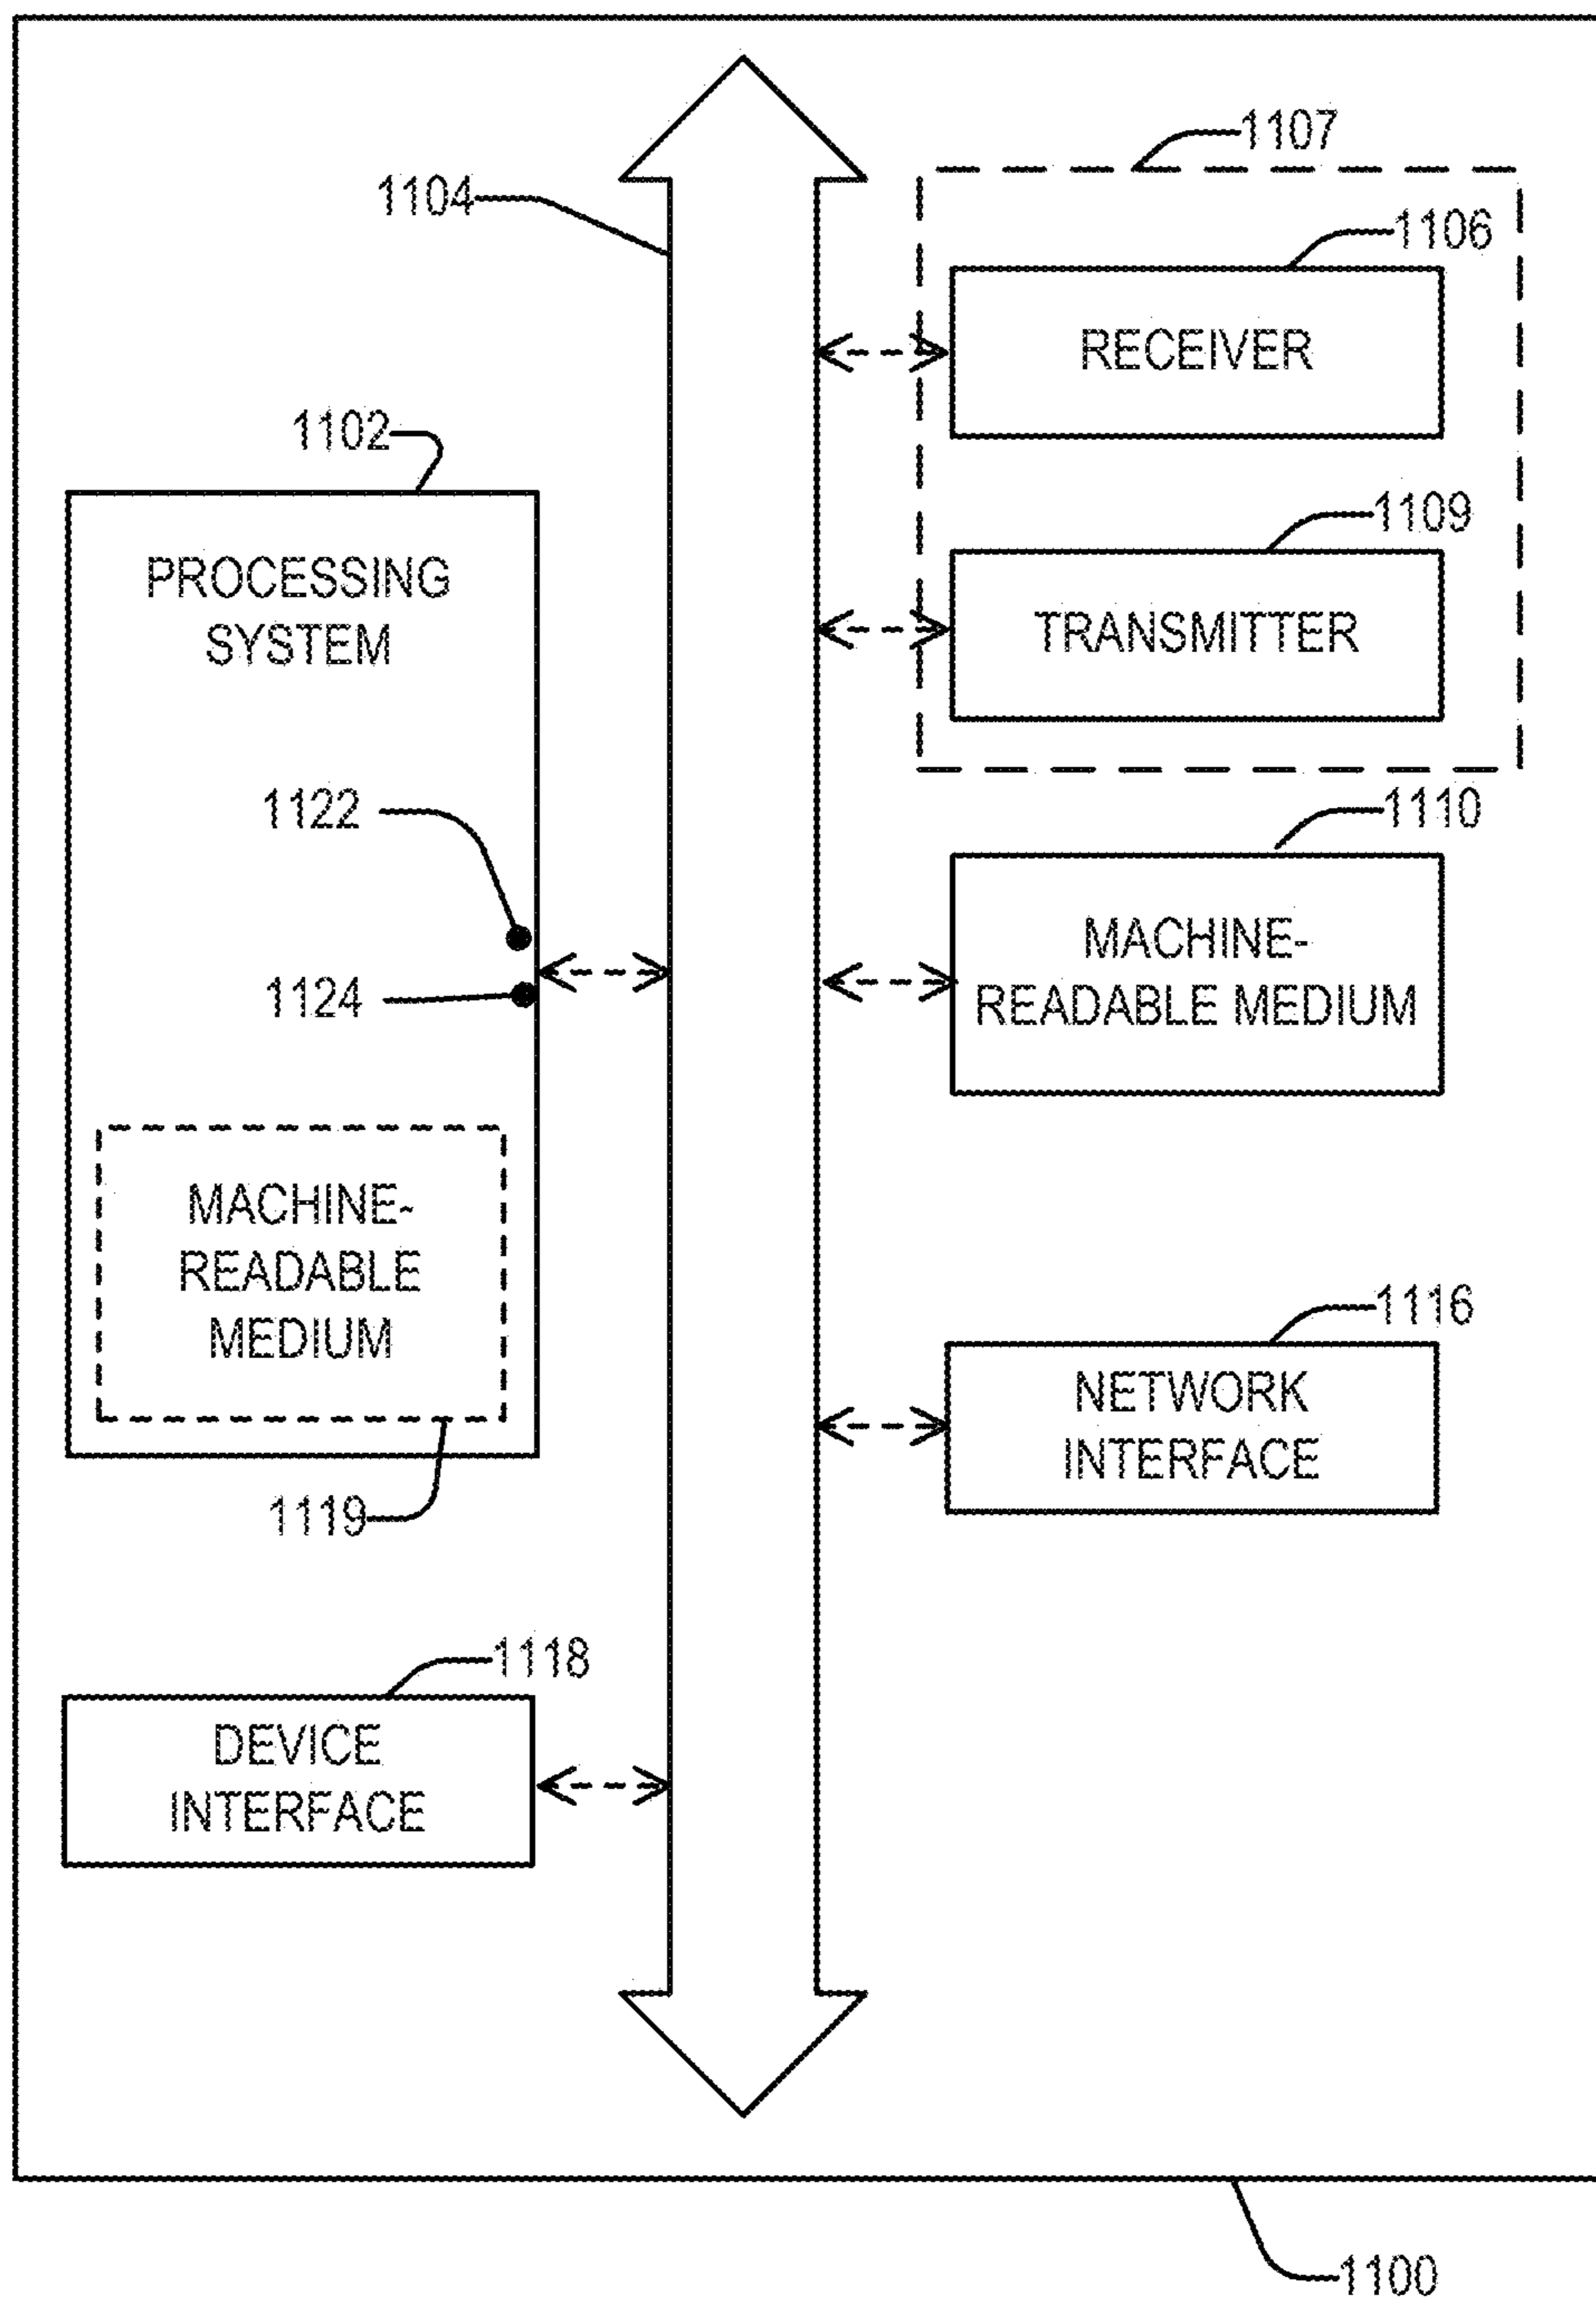 1107
1104
1106
RECEIVER
1102
1109
PROCESSING
SYSTEM
TRANSMITTER
1122
1110
MACHINE-
READABLE MEDIUM
1124
MACHINE-
READABLE
MEDIUM
1116
NETWORK
INTERFACE
1119
1118
DEVICE
INTERFACE
1100